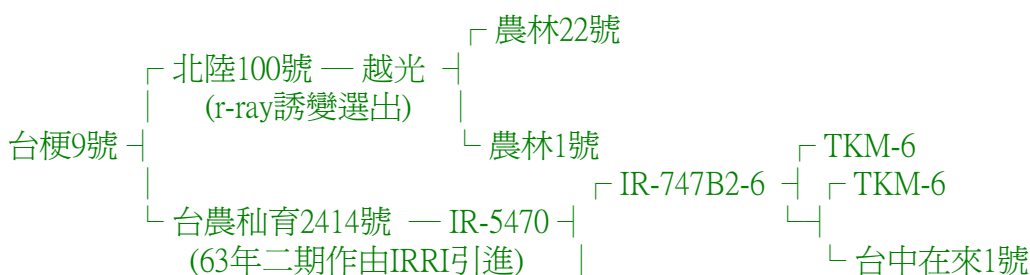 農林22號
北陸100號 越光
(r-ray誘變選出)
台梗9號 農林1號 TKM-6
IR-747B2-6 TKM-6
台農秈育2414號 IR-5470
(63年二期作由IRRI引進) 台中在來1號